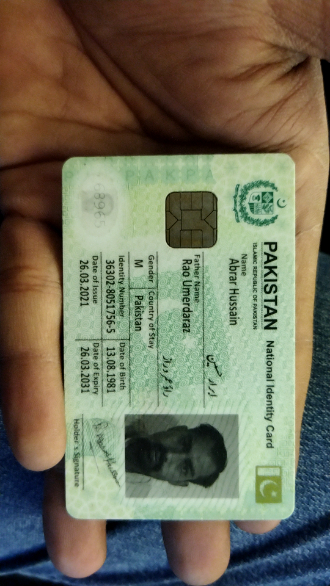 PAKISTAN National Identity Card
ISLAMIC REPUBLIC OF PAKISTAN
Name
Abrar Hussain
ابرار حسین
Father Name
Rao Umerdaraz
راؤ عمر دراز
Gender Country of Stay
M Pakistan
Identity Number Date of Birth
36302-8051756-5 13.08.1981
Date of Issue Date of Expiry
26.03.2021 26.03.2031
Holder's Signature
PAKPA